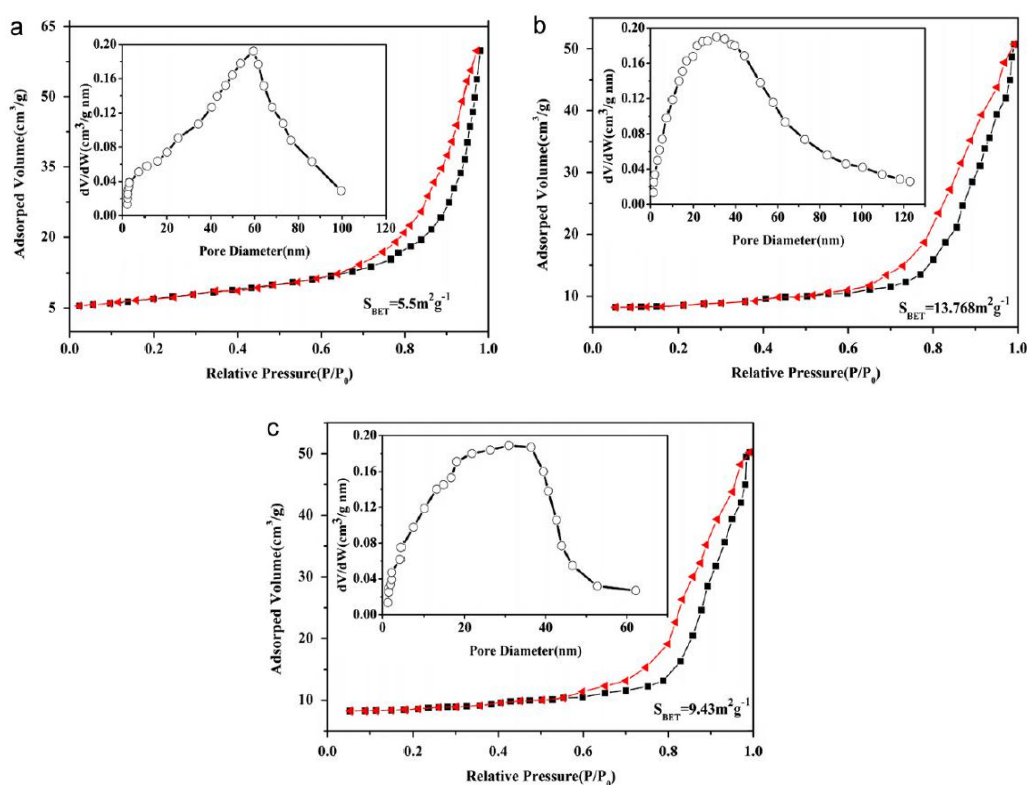 a
65
50
35
20
5
Adsorped Volume(cm³/g)
0.20
0.16
0.12
0.08
0.04
0.00
dV/dW(cm³/g nm)
0 20 40 60 80 100 120
Pore Diameter(nm)
S_BET=5.5m²g⁻¹
0.0 0.2 0.4 0.6 0.8 1.0
Relative Pressure(P/P₀)
b
50
40
30
20
10
Adsorped Volume(cm³/g)
0.20
0.16
0.12
0.08
0.04
0.00
dV/dW(cm³/g nm)
0 20 40 60 80 100 120
Pore Diameter(nm)
S_BET=13.768m²g⁻¹
0.0 0.2 0.4 0.6 0.8 1.0
Relative Pressure(P/P₀)
c
50
40
30
20
10
Adsorped Volume(cm³/g)
0.20
0.16
0.12
0.08
0.04
0.00
dV/dW(cm³/g nm)
0 20 40 60
Pore Diameter(nm)
S_BET=9.43m²g⁻¹
0.0 0.2 0.4 0.6 0.8 1.0
Relative Pressure(P/P₀)